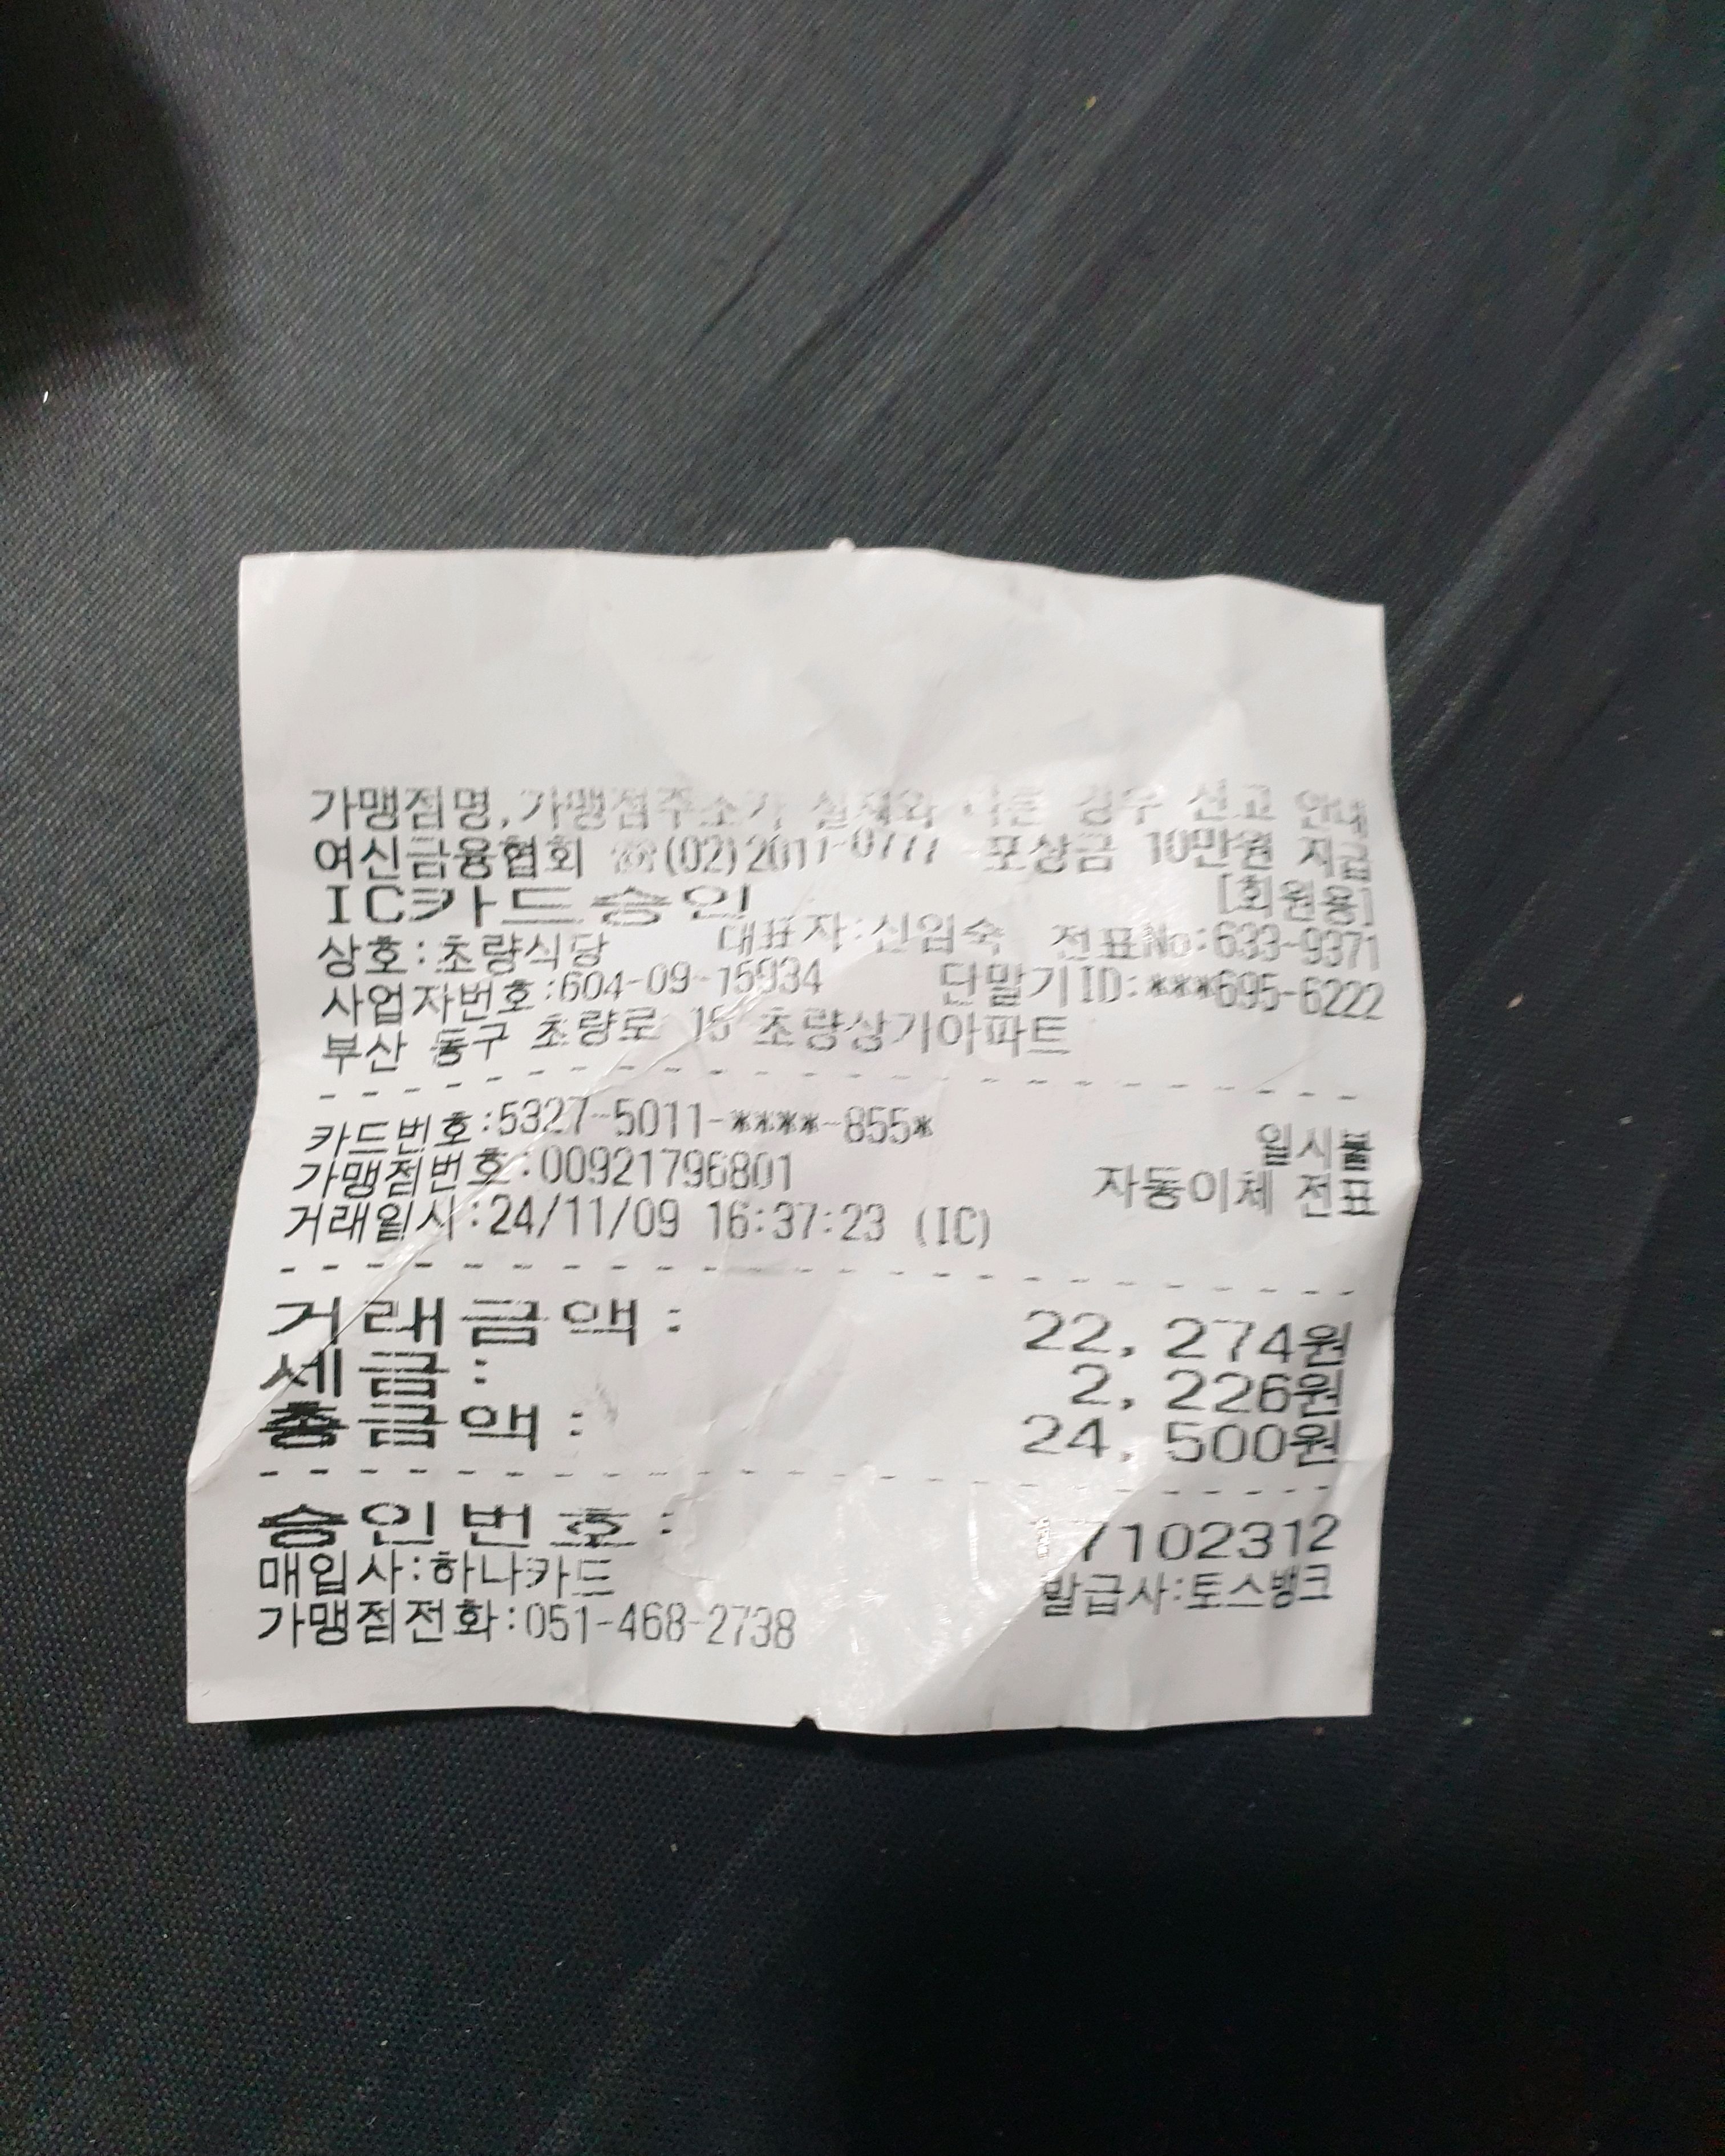 가맹점명,가맹점주소가 실제와 다른 경우 신고 안내
여신금융협회 ☎(02)2011-0777 포상금 10만원 지급
IC카드승인 [회원용]
상호:초량식당 대표자:신입숙 전표No:633-9371
사업자번호:604-09-15934 단말기ID:***695-6222
부산 동구 초량로 15 초량상가아파트
카드번호:5327-5011-****-855* 일시불
가맹점번호:00921796801 자동이체 전표
거래일시:24/11/09 16:37:23 (IC)
거래금액: 22,274원
세금: 2,226원
총금액: 24,500원
승인번호:
매입사:하나카드 발급사:토스뱅크
가맹점전화:051-468-2738